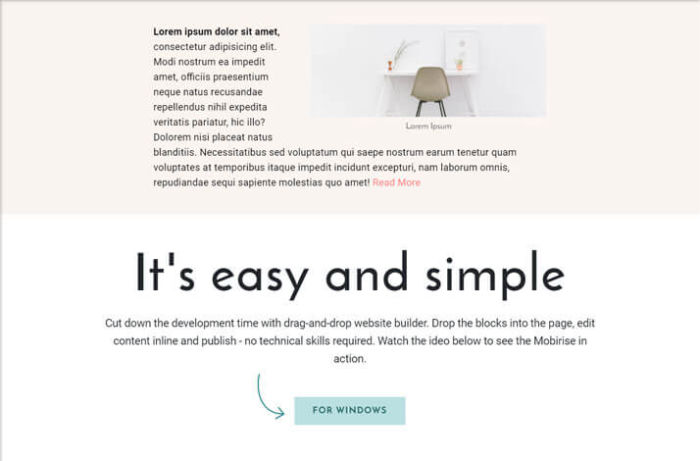 Lorem ipsum dolor sit amet,
consectetur adipisicing elit.
Modi nostrum ea impedit
amet, officiis praesentium
neque natus recusandae
repellendus nihil expedita
veritatis pariatur, hic illo?
Dolorem nisi placeat natus
blanditiis. Necessitatibus sed voluptatum qui saepe nostrum earum tenetur quam
voluptates at temporibus itaque impedit incidunt excepturi, nam laborum omnis,
repudiandae sequi sapiente molestias quo amet! Read More
Lorem Ipsum
It's easy and simple
Cut down the development time with drag-and-drop website builder. Drop the blocks into the page, edit
content inline and publish - no technical skills required. Watch the ideo below to see the Mobirise in
action.
FOR WINDOWS